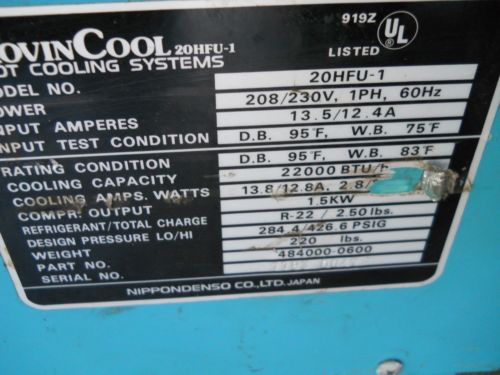 OVINCOOL 20HFU-1
OT COOLING SYSTEMS
919Z
UL
LISTED
ODEL NO. 20HFU-1
OWER 208/230V, 1PH, 60Hz
NPUT AMPERES 13.5/12.4A
NPUT TEST CONDITION D.B. 95°F, W.B. 75°F
RATING CONDITION D.B. 95°F, W.B. 83°F
COOLING CAPACITY 22000 BTU/
COOLING AMPS. WATTS 13.8/12.8A, 2.8/
COMPR. OUTPUT 1.5KW
REFRIGERANT/TOTAL CHARGE R-22 / 2.50 lbs.
DESIGN PRESSURE LO/HI 284.4/426.6 PSIG
WEIGHT 220 lbs.
PART NO. 484000-0600
SERIAL NO.
NIPPONDENSO CO., LTD. JAPAN